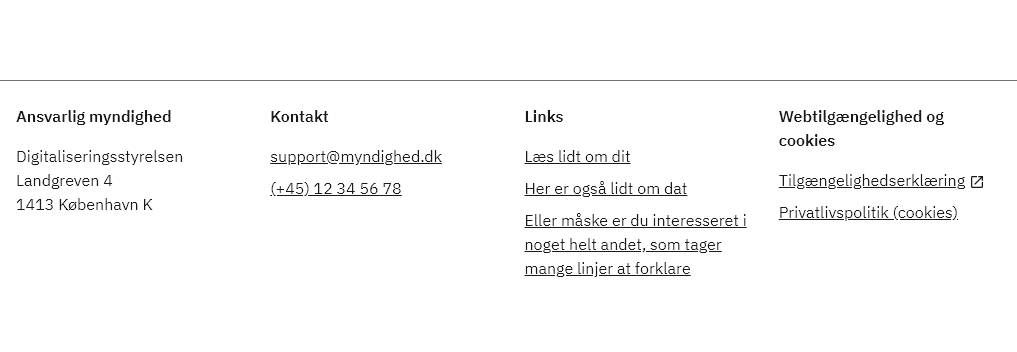 Ansvarlig myndighed
Digitaliseringsstyrelsen
Landgreven 4
1413 København K
Kontakt
support@myndighed.dk
(+45) 12 34 56 78
Links
Læs lidt om dit
Her er også lidt om dat
Eller måske er du interesseret i
noget helt andet, som tager
mange linjer at forklare
Webtilgængelighed og
cookies
Tilgængelighedserklæring
Privatlivspolitik (cookies)